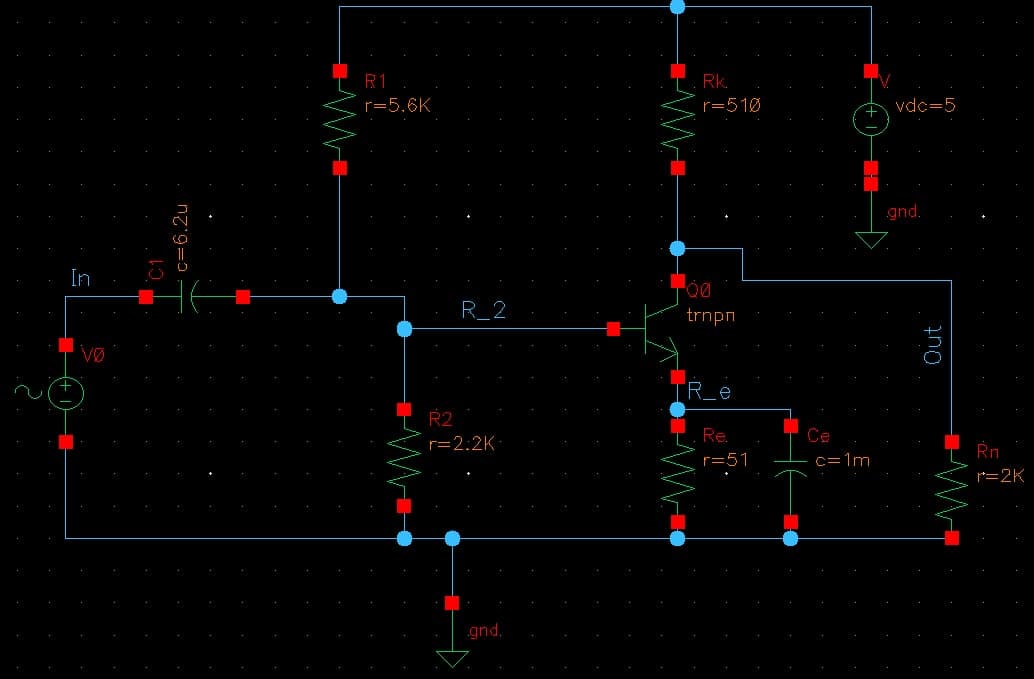 R1
r=5.6K
Rk
r=510
V
vdc=5
gnd
C1
c=6.2u
In
V0
R_2
Q0
trnpn
R_e
Out
R2
r=2.2K
Re
r=51
Ce
c=1m
Rn
r=2K
gnd